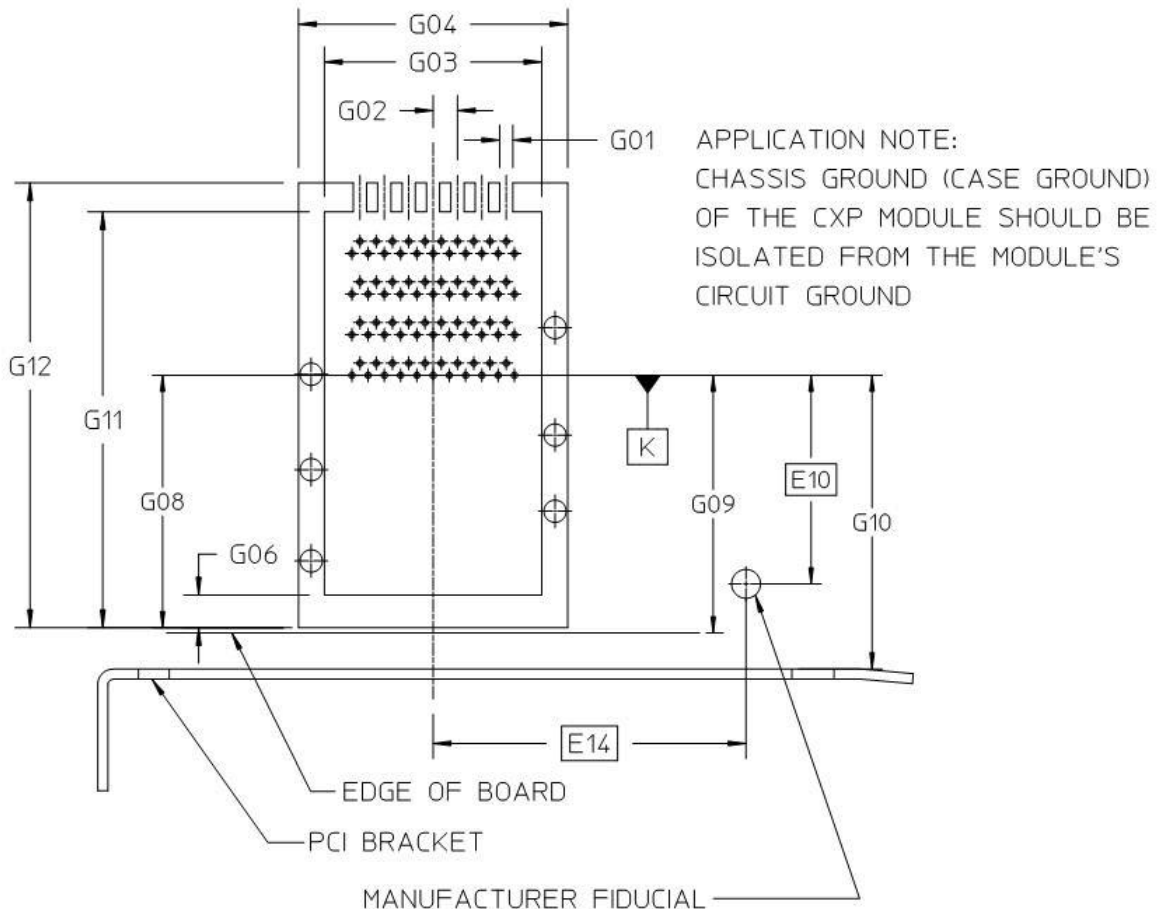 G04
G03
G02
G01
APPLICATION NOTE:
CHASSIS GROUND (CASE GROUND)
OF THE CXP MODULE SHOULD BE
ISOLATED FROM THE MODULE'S
CIRCUIT GROUND
G12
G11
K
E10
G08
G09
G10
G06
E14
EDGE OF BOARD
PCI BRACKET
MANUFACTURER FIDUCIAL